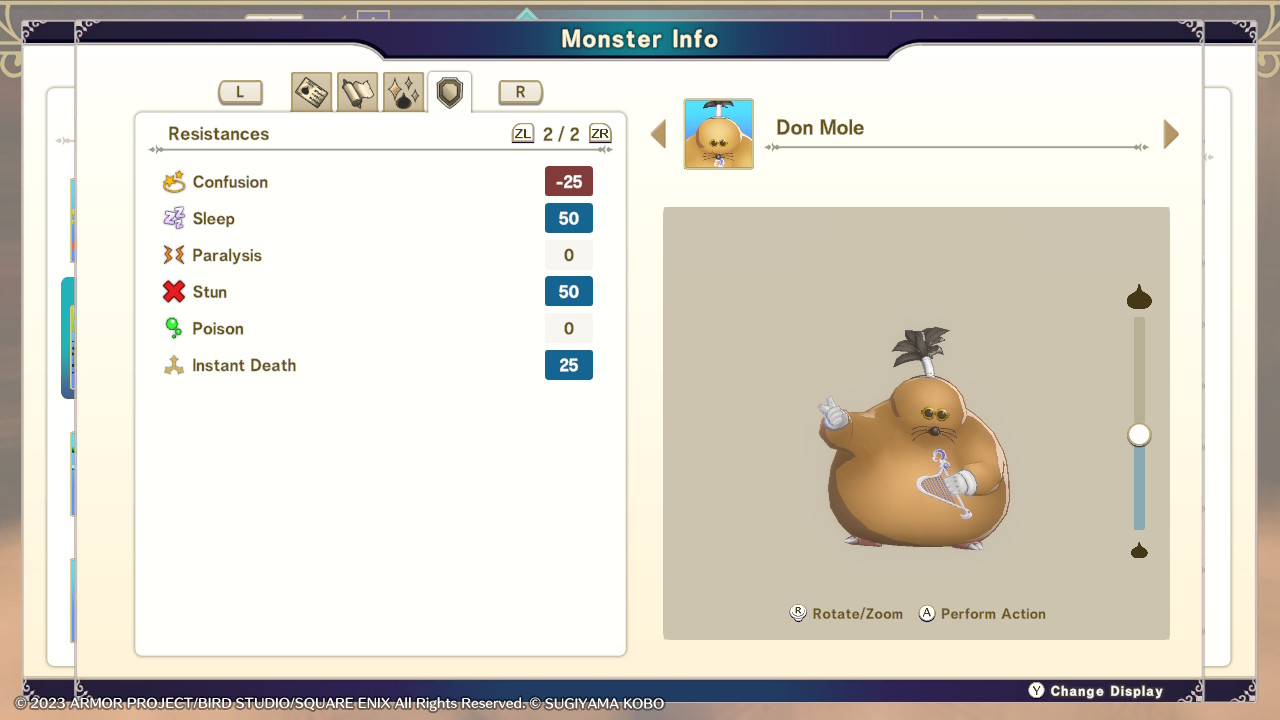 Monster Info
L
R
Resistances
ZL 2 / 2 ZR
Confusion -25
Sleep 50
Paralysis 0
Stun 50
Poison 0
Instant Death 25
Don Mole
R Rotate/Zoom A Perform Action
Y Change Display
© 2023 ARMOR PROJECT/BIRD STUDIO/SQUARE ENIX All Rights Reserved. © SUGIYAMA KOBO